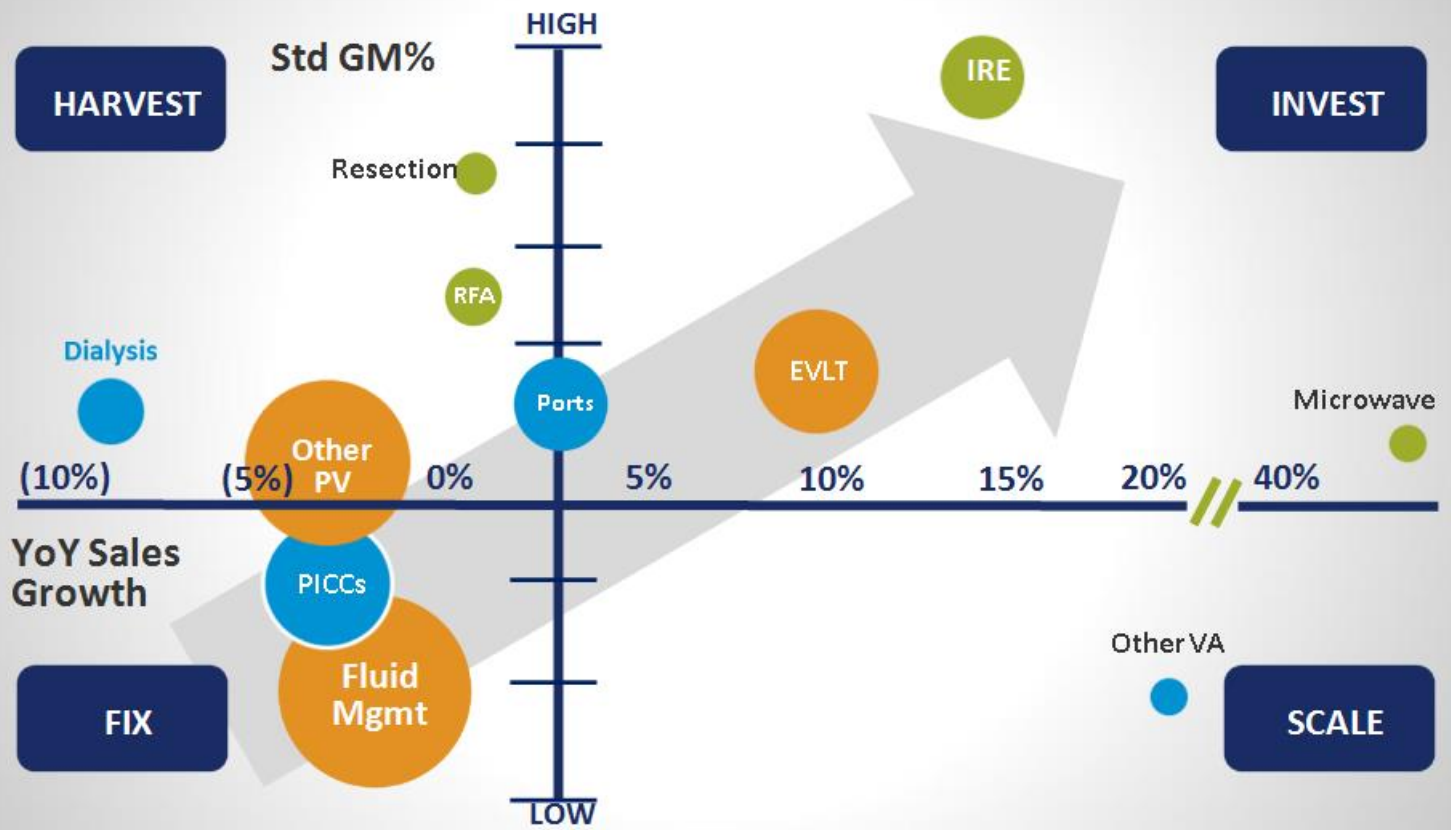 HIGH
Std GM%
HARVEST
IRE
INVEST
Resection
RFA
Dialysis
EVLT
Ports
Microwave
Other
PV
(10%) (5%) 0% 5% 10% 15% 20% 40%
YoY Sales
Growth
PICCs
Other VA
Fluid
Mgmt
FIX
SCALE
LOW